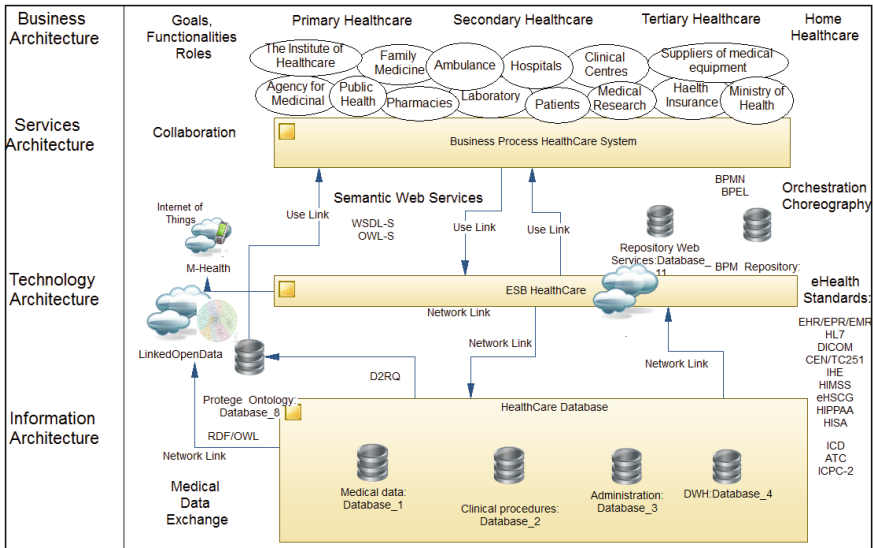 Business
Architecture
Goals,
Functionalities
Roles
Primary Healthcare
Secondary Healthcare
Tertiary Healthcare
Home
Healthcare
The Institute of
Healthcare
Family
Medicine
Ambulance
Hospitals
Clinical
Centres
Suppliers of medical
equipment
Agency for
Medicinal
Public
Health
Pharmacies
Laboratory
Patients
Medical
Research
Haelth
Insurance
Ministry of
Health
Services
Architecture
Collaboration
Business Process HealthCare System
Semantic Web Services
WSDL-S
OWL-S
Use Link
Use Link
Use Link
BPMN
BPEL
Orchestration
Choreography
Internet of
Things
M-Health
Repository Web
Services:Database_
11
– BPM Repository:
Technology
Architecture
ESB HealthCare
eHealth
Standards:
Network Link
Network Link
Network Link
LinkedOpenData
D2RQ
EHR/EPR/EMR
HL7
DICOM
CEN/TC251
IHE
HIMSS
eHSCG
HIPPAA
HISA
ICD
ATC
ICPC-2
Information
Architecture
Protege Ontology:
Database_8
RDF/OWL
Network Link
HealthCare Database
Medical data:
Database_1
Clinical procedures:
Database_2
Administration:
Database_3
DWH:Database_4
Medical
Data
Exchange